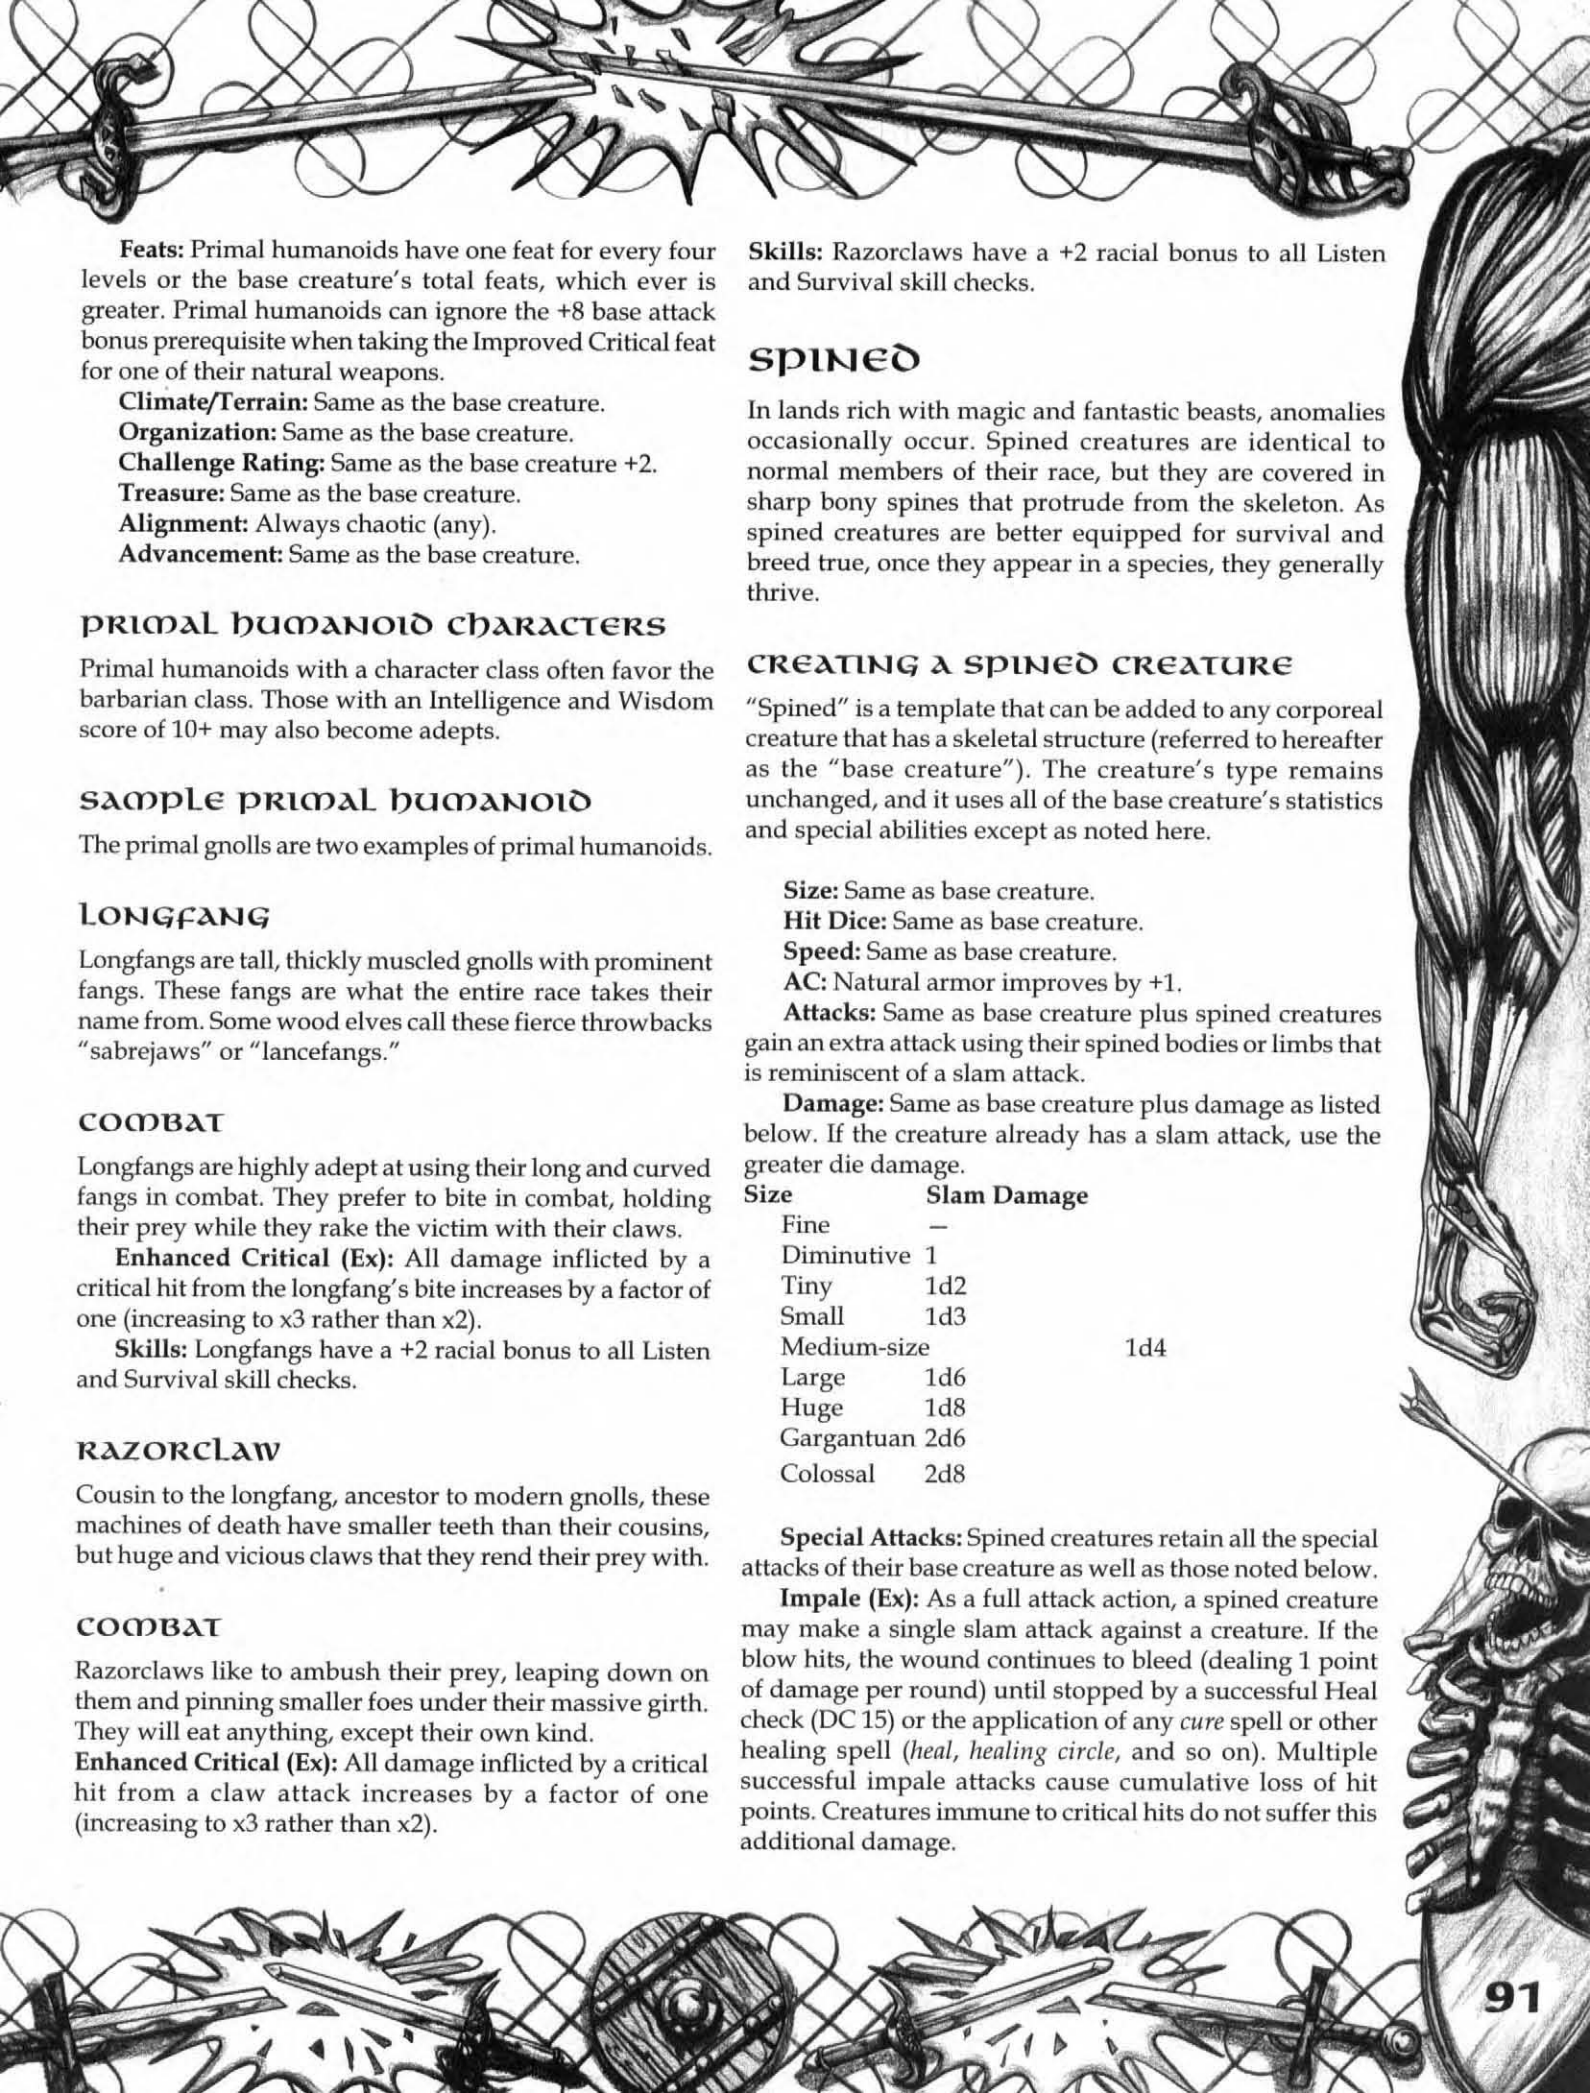 Feats: Primal humanoids have one feat for every four
levels or the base creature's total feats, which ever is
greater. Primal humanoids can ignore the +8 base attack
bonus prerequisite when taking the Improved Critical feat
for one of their natural weapons.
Climate/Terrain: Same as the base creature.
Organization: Same as the base creature.
Challenge Rating: Same as the base creature +2.
Treasure: Same as the base creature.
Alignment: Always chaotic (any).
Advancement: Same as the base creature.
Primal Humanoid Characters
Primal humanoids with a character class often favor the
barbarian class. Those with an Intelligence and Wisdom
score of 10+ may also become adepts.
Sample Primal Humanoid
The primal gnolls are two examples of primal humanoids.
Longfang
Longfangs are tall, thickly muscled gnolls with prominent
fangs. These fangs are what the entire race takes their
name from. Some wood elves call these fierce throwbacks
"sabrejaws" or "lancefangs."
Combat
Longfangs are highly adept at using their long and curved
fangs in combat. They prefer to bite in combat, holding
their prey while they rake the victim with their claws.
Enhanced Critical (Ex): All damage inflicted by a
critical hit from the longfang's bite increases by a factor of
one (increasing to x3 rather than x2).
Skills: Longfangs have a +2 racial bonus to all Listen
and Survival skill checks.
Razorclaw
Cousin to the longfang, ancestor to modern gnolls, these
machines of death have smaller teeth than their cousins,
but huge and vicious claws that they rend their prey with.
Combat
Razorclaws like to ambush their prey, leaping down on
them and pinning smaller foes under their massive girth.
They will eat anything, except their own kind.
Enhanced Critical (Ex): All damage inflicted by a critical
hit from a claw attack increases by a factor of one
(increasing to x3 rather than x2).
Skills: Razorclaws have a +2 racial bonus to all Listen
and Survival skill checks.
Spined
In lands rich with magic and fantastic beasts, anomalies
occasionally occur. Spined creatures are identical to
normal members of their race, but they are covered in
sharp bony spines that protrude from the skeleton. As
spined creatures are better equipped for survival and
breed true, once they appear in a species, they generally
thrive.
Creating a Spined Creature
"Spined" is a template that can be added to any corporeal
creature that has a skeletal structure (referred to hereafter
as the "base creature"). The creature's type remains
unchanged, and it uses all of the base creature's statistics
and special abilities except as noted here.
Size: Same as base creature.
Hit Dice: Same as base creature.
Speed: Same as base creature.
AC: Natural armor improves by +1.
Attacks: Same as base creature plus spined creatures
gain an extra attack using their spined bodies or limbs that
is reminiscent of a slam attack.
Damage: Same as base creature plus damage as listed
below. If the creature already has a slam attack, use the
greater die damage.
Size Slam Damage
Fine —
Diminutive 1
Tiny 1d2
Small 1d3
Medium-size 1d4
Large 1d6
Huge 1d8
Gargantuan 2d6
Colossal 2d8
Special Attacks: Spined creatures retain all the special
attacks of their base creature as well as those noted below.
Impale (Ex): As a full attack action, a spined creature
may make a single slam attack against a creature. If the
blow hits, the wound continues to bleed (dealing 1 point
of damage per round) until stopped by a successful Heal
check (DC 15) or the application of any cure spell or other
healing spell (heal, healing circle, and so on). Multiple
successful impale attacks cause cumulative loss of hit
points. Creatures immune to critical hits do not suffer this
additional damage.
91